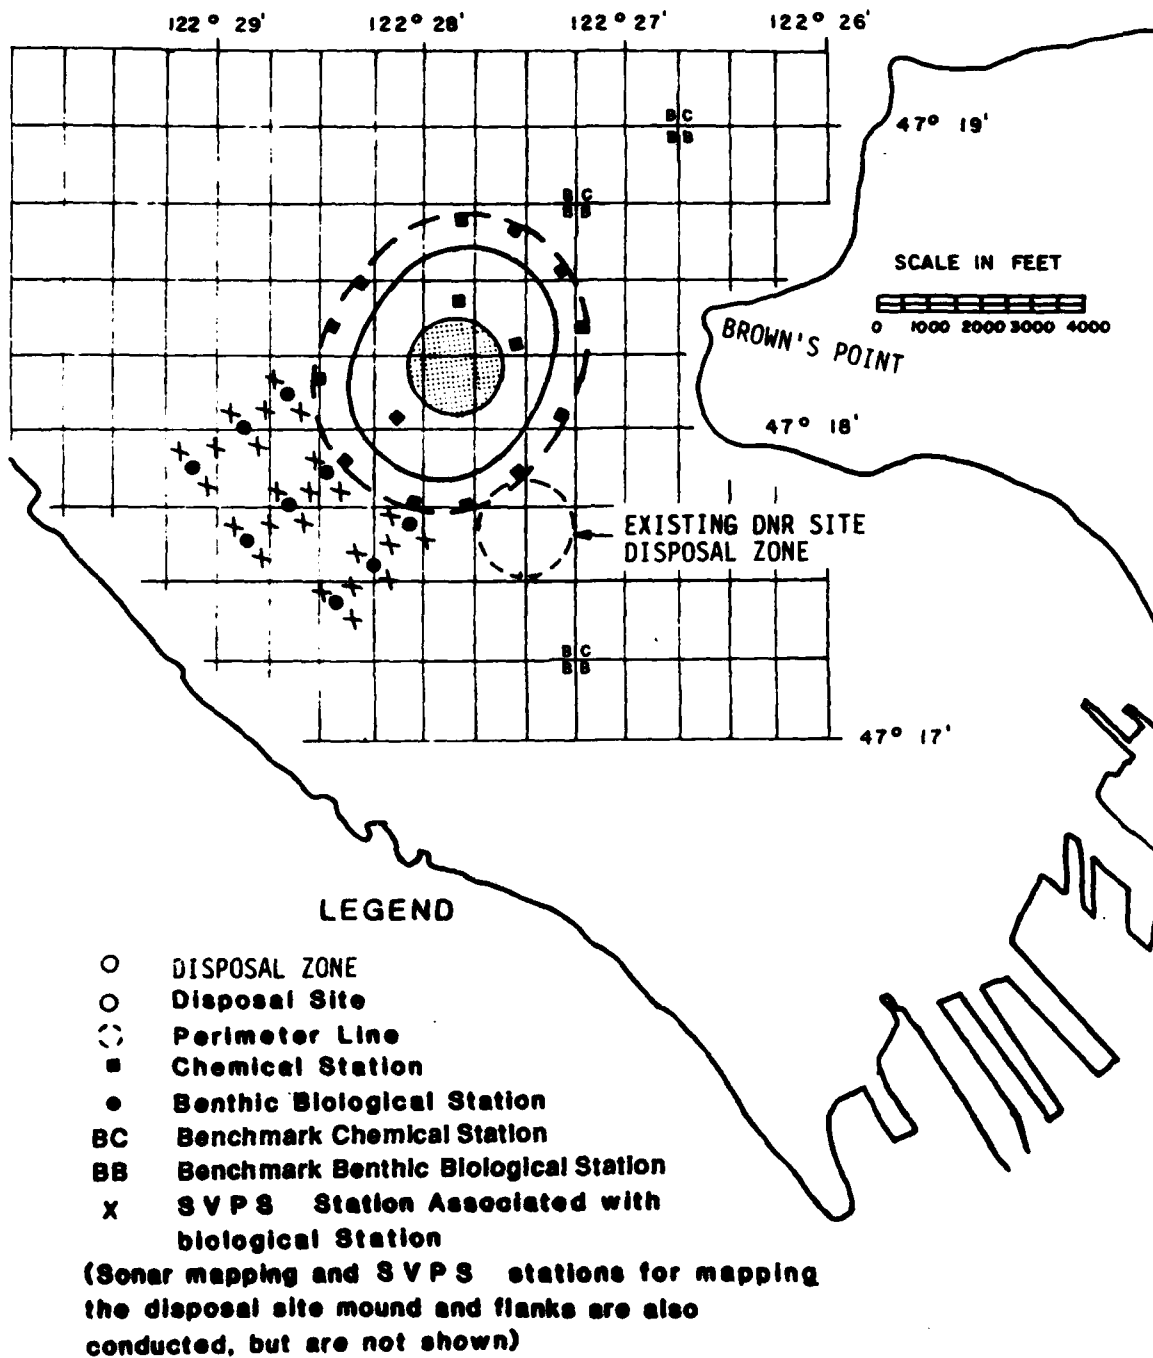 122° 29' 122° 28' 122° 27' 122° 26'
BC
BB
47° 19'
BC
BB
SCALE IN FEET
0 1000 2000 3000 4000
BROWN'S POINT
47° 18'
EXISTING DNR SITE
DISPOSAL ZONE
BC
BB
47° 17'
LEGEND
DISPOSAL ZONE
Disposal Site
Perimeter Line
Chemical Station
Benthic Biological Station
BC Benchmark Chemical Station
BB Benchmark Benthic Biological Station
X SVPS Station Associated with
biological Station
(Sonar mapping and SVPS stations for mapping
the disposal site mound and flanks are also
conducted, but are not shown)